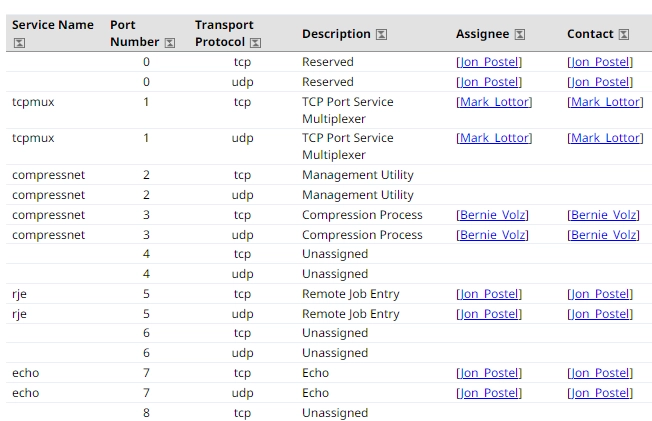 Service Name Port Number Transport Protocol Description Assignee Contact
0 tcp Reserved [Jon_Postel] [Jon_Postel]
0 udp Reserved [Jon_Postel] [Jon_Postel]
tcpmux 1 tcp TCP Port Service Multiplexer [Mark_Lottor] [Mark_Lottor]
tcpmux 1 udp TCP Port Service Multiplexer [Mark_Lottor] [Mark_Lottor]
compressnet 2 tcp Management Utility
compressnet 2 udp Management Utility
compressnet 3 tcp Compression Process [Bernie_Volz] [Bernie_Volz]
compressnet 3 udp Compression Process [Bernie_Volz] [Bernie_Volz]
4 tcp Unassigned
4 udp Unassigned
rje 5 tcp Remote Job Entry [Jon_Postel] [Jon_Postel]
rje 5 udp Remote Job Entry [Jon_Postel] [Jon_Postel]
6 tcp Unassigned
6 udp Unassigned
echo 7 tcp Echo [Jon_Postel] [Jon_Postel]
echo 7 udp Echo [Jon_Postel] [Jon_Postel]
8 tcp Unassigned